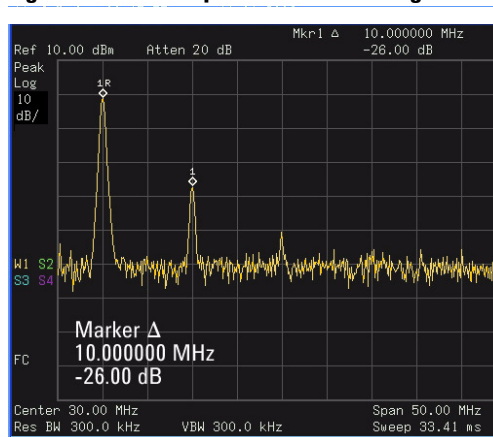 Mkr1 Δ 10.000000 MHz
Ref 10.00 dBm Atten 20 dB -26.00 dB
Peak
Log
10
dB/
1R
1
W1 S2
S3 S4
FC
Marker Δ
10.000000 MHz
-26.00 dB
Center 30.00 MHz Span 50.00 MHz
Res BW 300.0 kHz VBW 300.0 kHz Sweep 33.41 ms